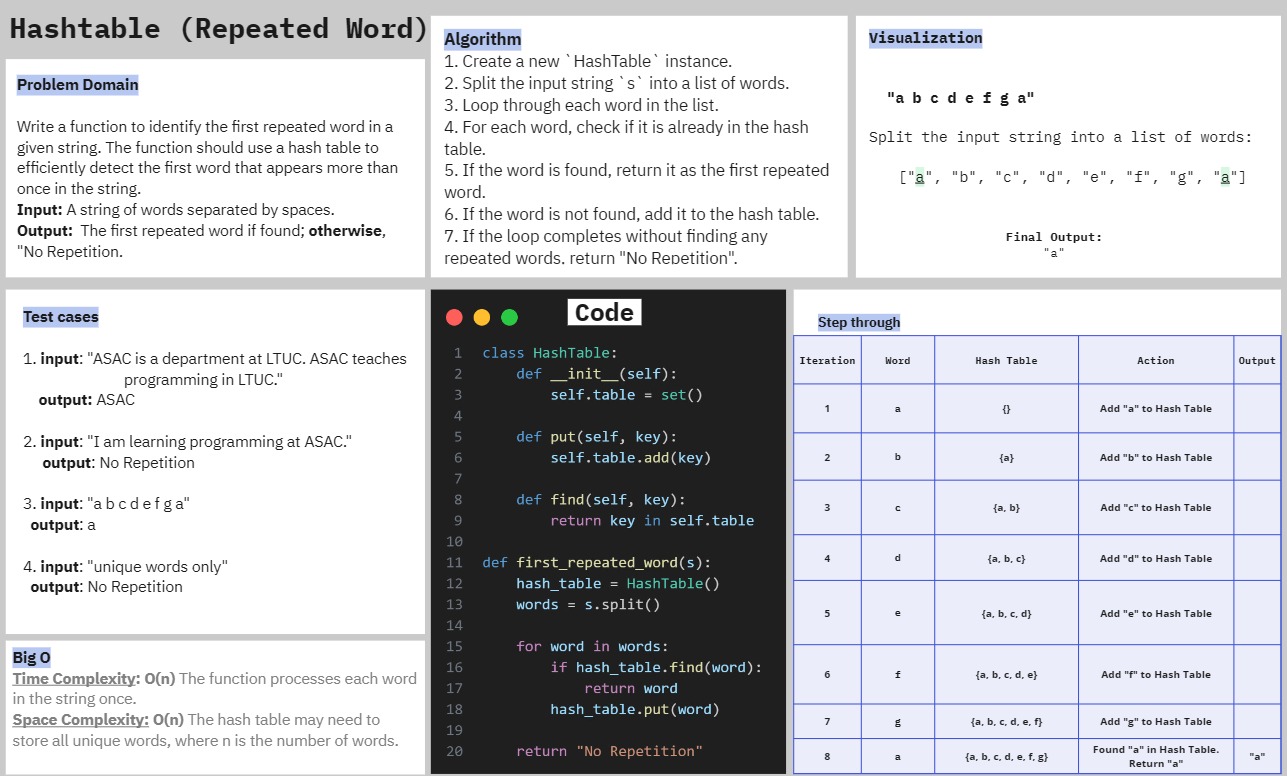 Hashtable (Repeated Word)
Problem Domain
Write a function to identify the first repeated word in a
given string. The function should use a hash table to
efficiently detect the first word that appears more than
once in the string.
Input: A string of words separated by spaces.
Output:  The first repeated word if found; otherwise,
"No Repetition.
Algorithm
1. Create a new `HashTable` instance.
2. Split the input string `s` into a list of words.
3. Loop through each word in the list.
4. For each word, check if it is already in the hash
table.
5. If the word is found, return it as the first repeated
word.
6. If the word is not found, add it to the hash table.
7. If the loop completes without finding any
repeated words, return "No Repetition".
Visualization
"a b c d e f g a"
Split the input string into a list of words:
["a", "b", "c", "d", "e", "f", "g", "a"]
Final Output:
"a"
Test cases
1. input: "ASAC is a department at LTUC. ASAC teaches
programming in LTUC."
output: ASAC
2. input: "I am learning programming at ASAC."
output: No Repetition
3. input: "a b c d e f g a"
output: a
4. input: "unique words only"
output: No Repetition
Big O
Time Complexity: O(n) The function processes each word
in the string once.
Space Complexity: O(n) The hash table may need to
store all unique words, where n is the number of words.
Code
1 class HashTable:
2     def __init__(self):
3         self.table = set()
4
5     def put(self, key):
6         self.table.add(key)
7
8     def find(self, key):
9         return key in self.table
10
11 def first_repeated_word(s):
12     hash_table = HashTable()
13     words = s.split()
14
15     for word in words:
16         if hash_table.find(word):
17             return word
18         hash_table.put(word)
19
20     return "No Repetition"
Step through
Iteration Word Hash Table Action Output
1 a {} Add "a" to Hash Table
2 b {a} Add "b" to Hash Table
3 c {a, b} Add "c" to Hash Table
4 d {a, b, c} Add "d" to Hash Table
5 e {a, b, c, d} Add "e" to Hash Table
6 f {a, b, c, d, e} Add "f" to Hash Table
7 g {a, b, c, d, e, f} Add "g" to Hash Table
8 a {a, b, c, d, e, f, g} Found "a" in Hash Table. "a"
Return "a"